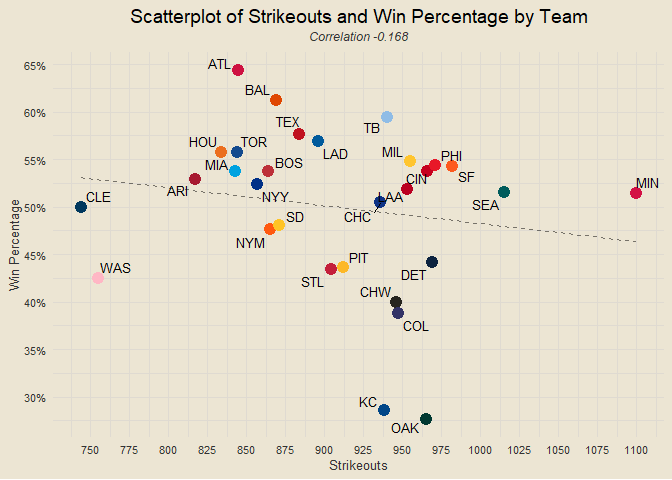 Scatterplot of Strikeouts and Win Percentage by Team
Correlation -0.168
65%
ATL
BAL
60%
TB
TEX
HOU
TOR
LAD
55%
MIL
PHI
MIA
BOS
CIN
SF
ARI
MIN
CLE
NYY
LAA
SEA
50%
CHC
SD
NYM
45%
PIT
WAS
STL
DET
CHW
40%
COL
35%
30%
KC
OAK
Win Percentage
750 775 800 825 850 875 900 925 950 975 1000 1025 1050 1075 1100
Strikeouts